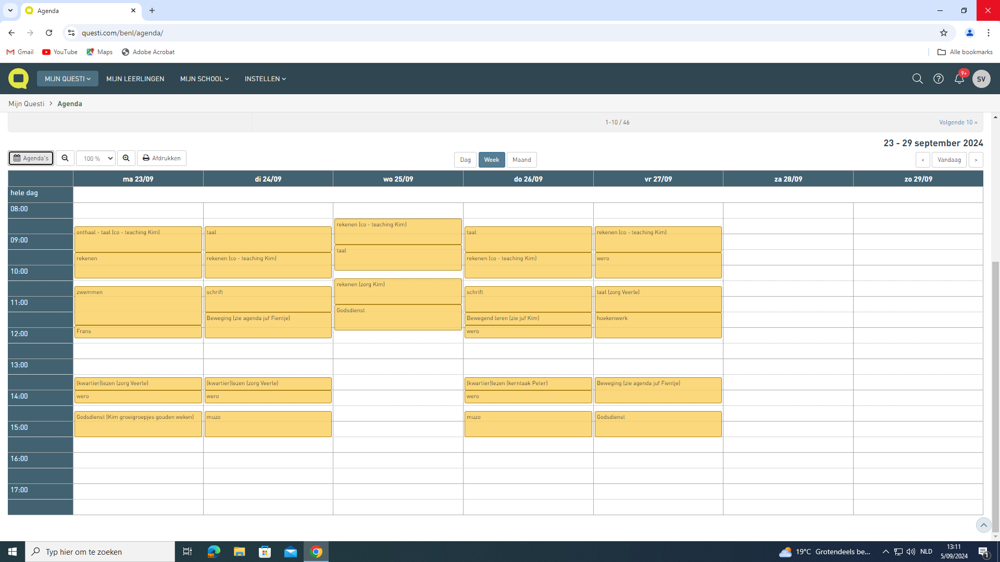 Agenda
questi.com/benl/agenda/
Gmail YouTube Maps Adobe Acrobat Alle bookmarks
MIJN QUESTI MIJN LEERLINGEN MIJN SCHOOL INSTELLEN 9+ SV
Mijn Questi > Agenda
1-10 / 46 Volgende 10 »
23 - 29 september 2024
Agenda's 100 % Afdrukken Dag Week Maand < Vandaag >
ma 23/09 di 24/09 wo 25/09 do 26/09 vr 27/09 za 28/09 zo 29/09
hele dag
08:00
rekenen (co - teaching Kim)
onthaal - taal (co - teaching Kim) taal taal rekenen (co - teaching Kim)
09:00
taal
rekenen rekenen (co - teaching Kim) rekenen (co - teaching Kim) wero
10:00
rekenen (zorg Kim)
zwemmen schrift schrift taal (zorg Veerle)
11:00
Godsdienst
Beweging (zie agenda juf Fientje) Bewegend leren (zie juf Kim) hoekenwerk
Frans wero
12:00
13:00
(kwartier)lezen (zorg Veerle) (kwartier)lezen (zorg Veerle) (kwartier)lezen (kerntaak Peter) Beweging (zie agenda juf Fientje)
14:00 wero wero wero
Godsdienst (Kim groeigroepjes gouden weken) muzo muzo Godsdienst
15:00
16:00
17:00
Typ hier om te zoeken 19°C Grotendeels be... NLD 13:11
5/09/2024 1